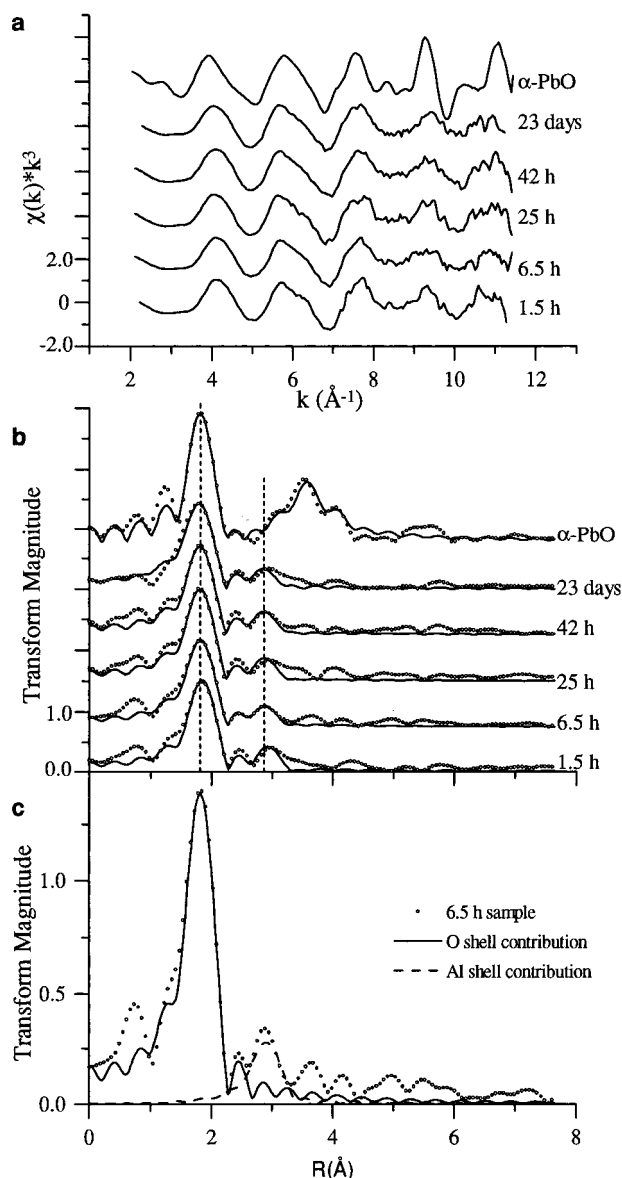 a
χ(k)*k³
2.0
0
-2.0
α-PbO
23 days
42 h
25 h
6.5 h
1.5 h
2 4 6 8 10 12
k (Å⁻¹)
b
Transform Magnitude
1.0
0.0
α-PbO
23 days
42 h
25 h
6.5 h
1.5 h
c
Transform Magnitude
1.0
0.5
0.0
6.5 h sample
O shell contribution
Al shell contribution
0 2 4 6 8
R(Å)